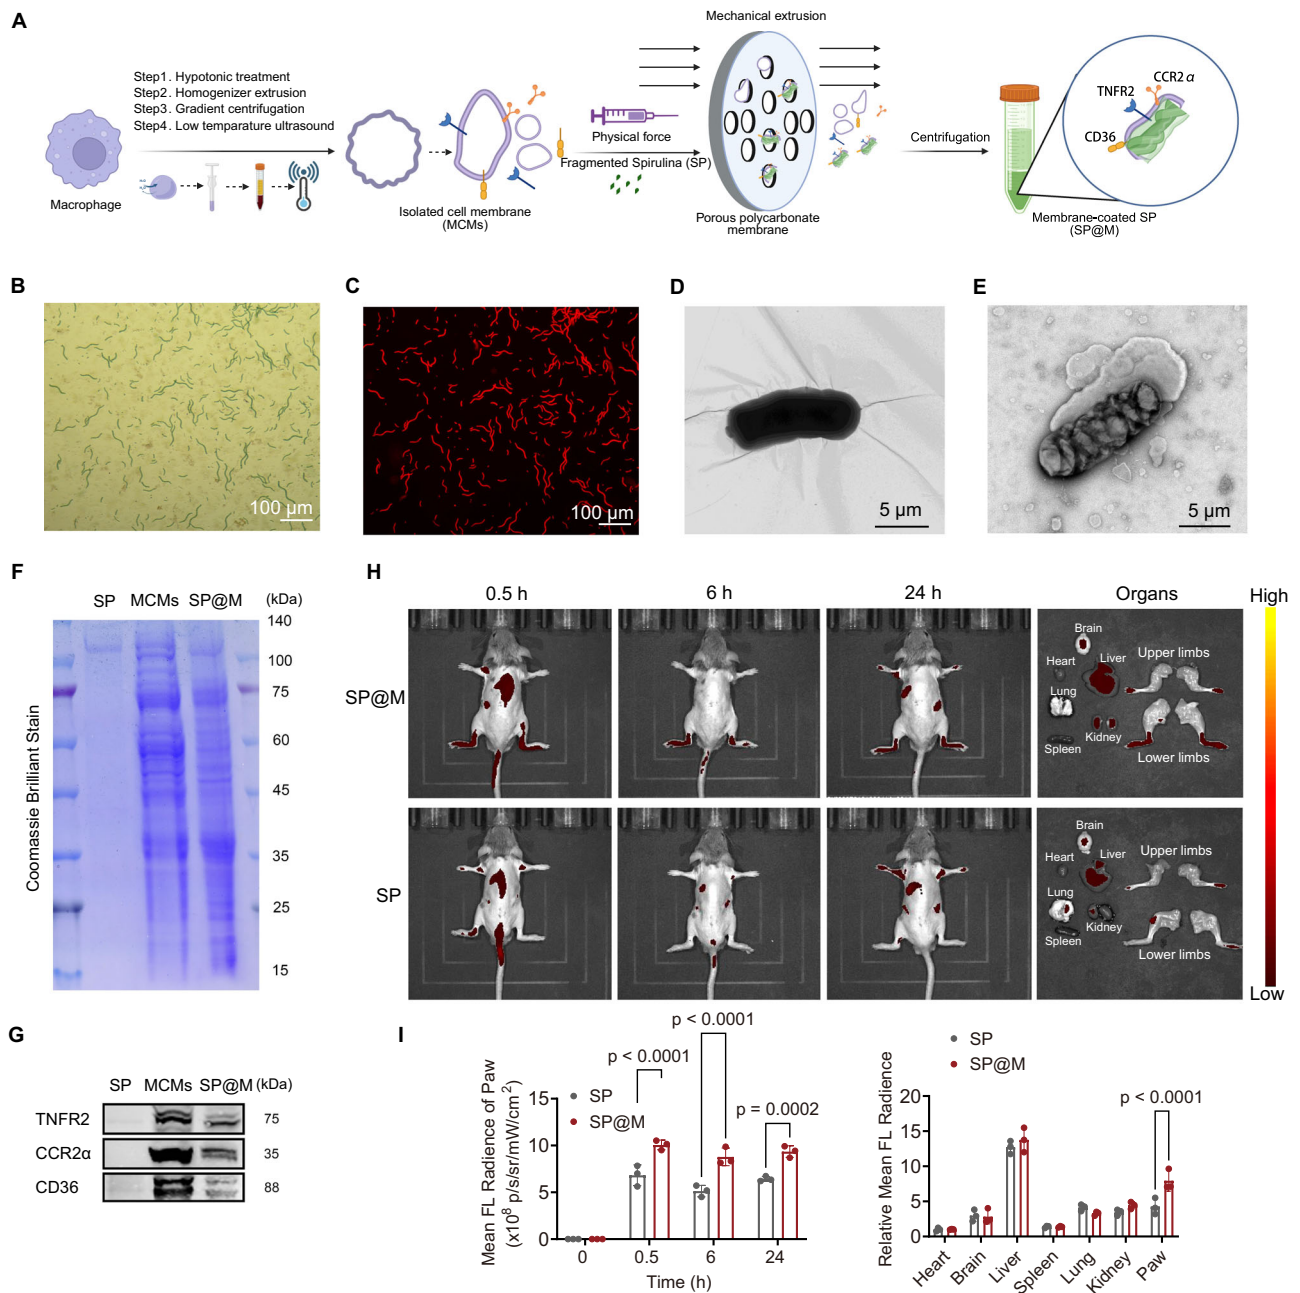 A
Mechanical extrusion
Step1. Hypotonic treatment
Step2. Homogenizer extrusion
Step3. Gradient centrifugation
Step4. Low temparature ultrasound
Macrophage
Isolated cell membrane
(MCMs)
Physical force
Fragmented Spirulina (SP)
Porous polycarbonate
membrane
Centrifugation
TNFR2
CCR2α
CD36
Membrane-coated SP
(SP@M)
B
100 µm
C
100 µm
D
5 µm
E
5 µm
F
SP MCMs SP@M (kDa)
140
100
75
60
45
35
25
15
Coomassie Brilliant Stain
G
SP MCMs SP@M (kDa)
TNFR2 75
CCR2α 35
CD36 88
H
0.5 h 6 h 24 h Organs
SP@M
Brain
Heart
Liver
Lung
Spleen
Kidney
Upper limbs
Lower limbs
SP
Brain
Heart
Liver
Lung
Spleen
Kidney
Upper limbs
Lower limbs
High
Low
I
Mean FL Radience of Paw
(x10⁸ p/s/sr/mW/cm²)
15
10
5
0
SP
SP@M
p < 0.0001
p < 0.0001
p = 0.0002
0 0.5 6 24
Time (h)
Relative Mean FL Radience
SP
SP@M
20
15
10
5
0
p < 0.0001
Heart
Brain
Liver
Spleen
Lung
Kidney
Paw